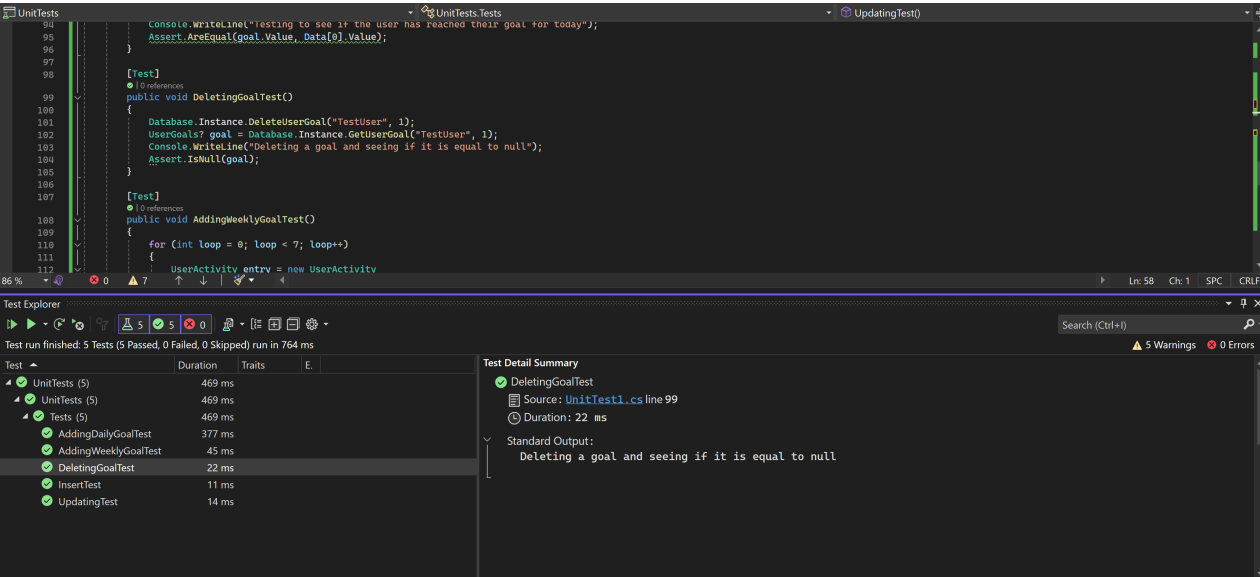 UnitTests UnitTests.Tests UpdatingTest()
94 Console.WriteLine("Testing to see if the user has reached their goal for today");
95 Assert.AreEqual(goal.Value, Data[0].Value);
96 }
97
98 [Test]
| 0 references
99 public void DeletingGoalTest()
100 {
101 Database.Instance.DeleteUserGoal("TestUser", 1);
102 UserGoals? goal = Database.Instance.GetUserGoal("TestUser", 1);
103 Console.WriteLine("Deleting a goal and seeing if it is equal to null");
104 Assert.IsNull(goal);
105 }
106
107 [Test]
| 0 references
108 public void AddingWeeklyGoalTest()
109 {
110 for (int loop = 0; loop < 7; loop++)
111 {
112 UserActivity entry = new UserActivity
86 % 0 7 Ln: 58 Ch: 1 SPC CRLF
Test Explorer
5 5 0 Search (Ctrl+I)
Test run finished: 5 Tests (5 Passed, 0 Failed, 0 Skipped) run in 764 ms 5 Warnings 0 Errors
Test Duration Traits E.
UnitTests (5) 469 ms
UnitTests (5) 469 ms
Tests (5) 469 ms
AddingDailyGoalTest 377 ms
AddingWeeklyGoalTest 45 ms
DeletingGoalTest 22 ms
InsertTest 11 ms
UpdatingTest 14 ms
Test Detail Summary
DeletingGoalTest
Source: UnitTest1.cs line 99
Duration: 22 ms
Standard Output:
Deleting a goal and seeing if it is equal to null